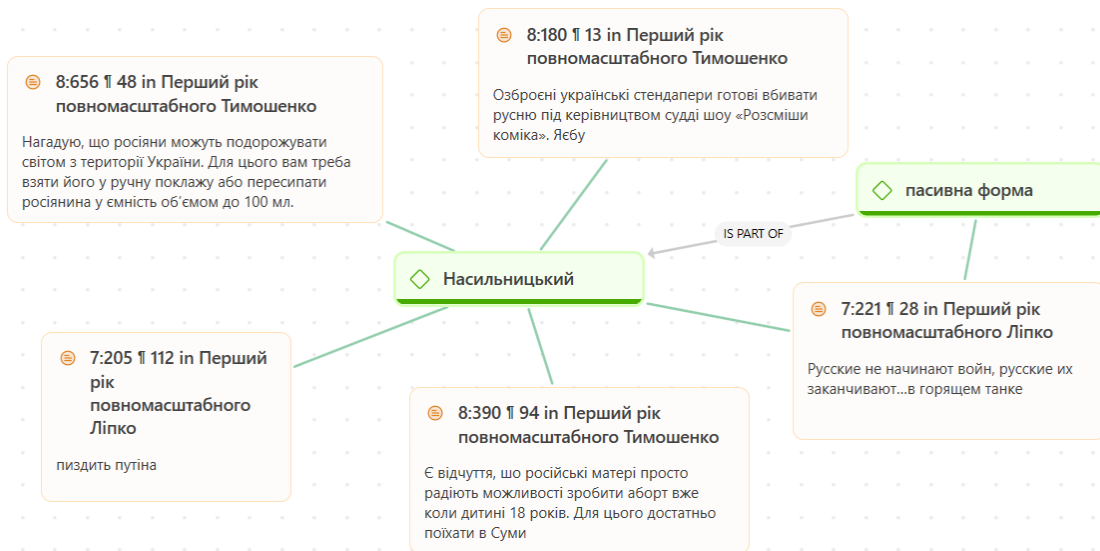 8:180 ¶ 13 in Перший рік
повномасштабного Тимошенко
Озброєні українські стендапери готові вбивати
русню під керівництвом судді шоу «Розсміши
коміка». Яєбу
8:656 ¶ 48 in Перший рік
повномасштабного Тимошенко
Нагадую, що росіяни можуть подорожувати
світом з території України. Для цього вам треба
взяти його у ручну поклажу або пересипати
росіянина у ємність об’ємом до 100 мл.
пасивна форма
IS PART OF
Насильницький
7:221 ¶ 28 in Перший рік
повномасштабного Ліпко
Русские не начинают войн, русские их
заканчивают...в горящем танке
7:205 ¶ 112 in Перший
рік
повномасштабного
Ліпко
пиздить путіна
8:390 ¶ 94 in Перший рік
повномасштабного Тимошенко
Є відчуття, шо російські матері просто
радіють можливості зробити аборт вже
коли дитині 18 років. Для цього достатньо
поїхати в Суми